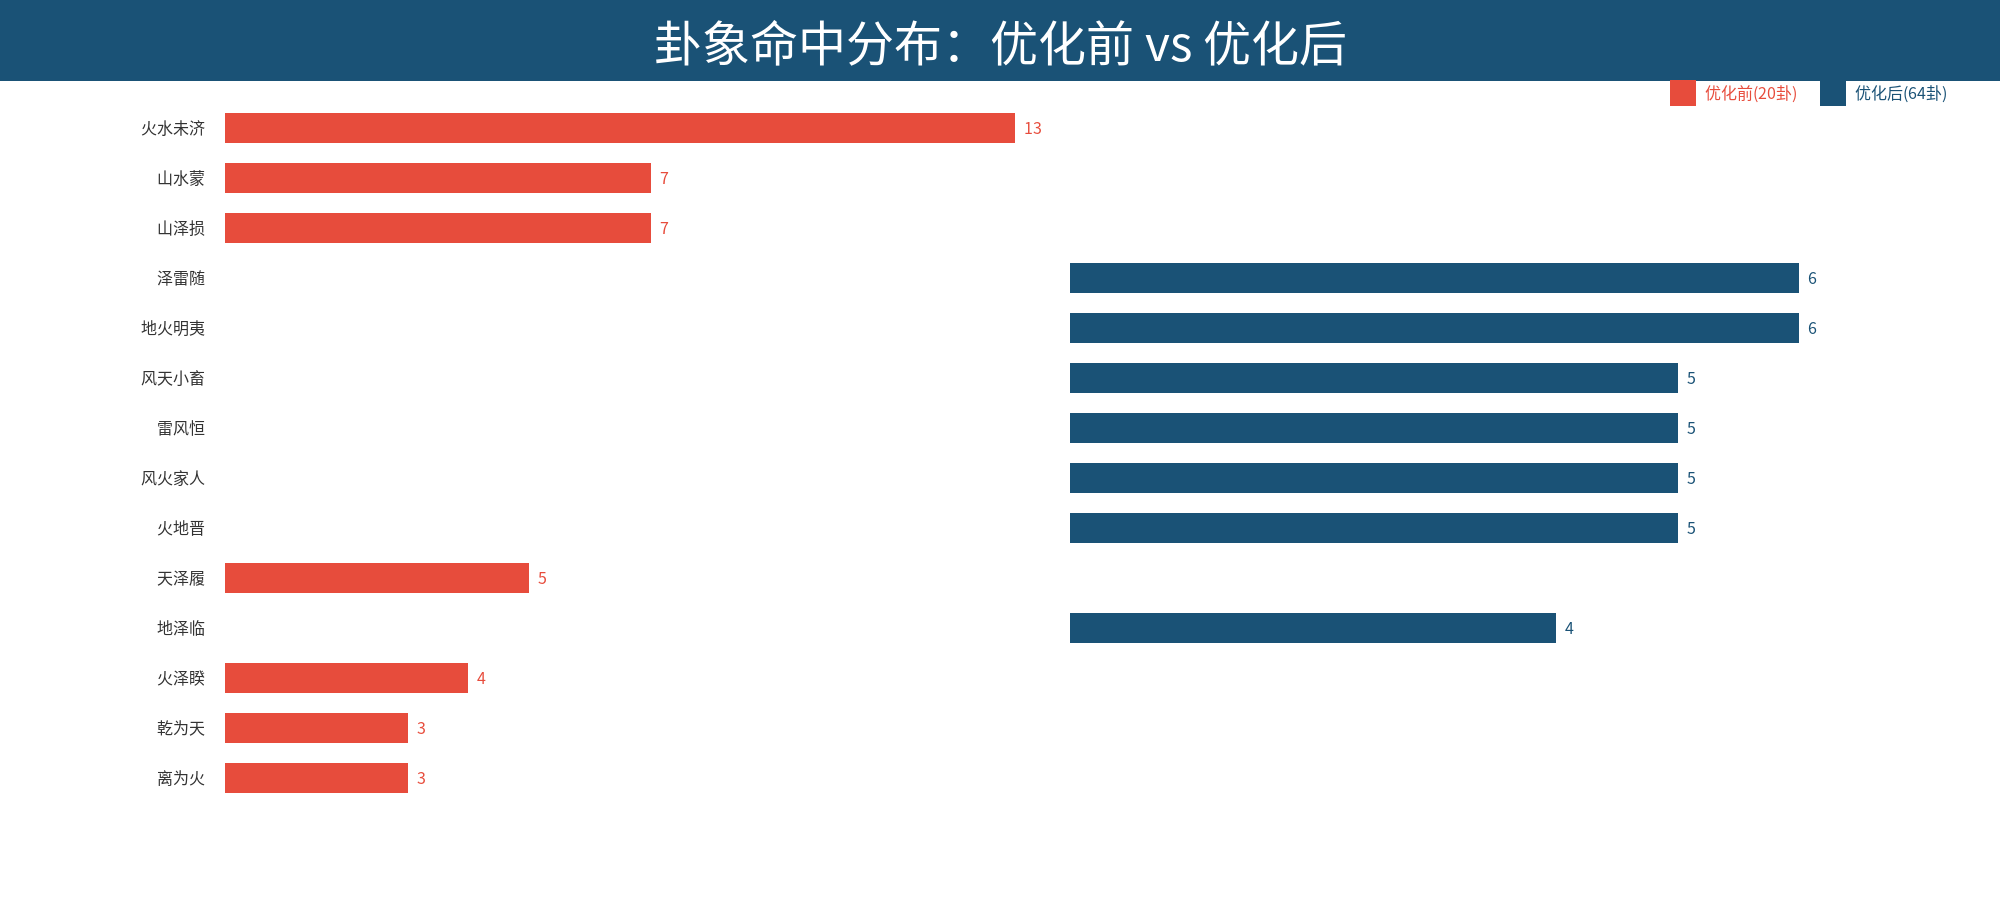 卦象命中分布：优化前 vs 优化后
优化前(20卦) 优化后(64卦)
火水未济 13
山水蒙 7
山泽损 7
泽雷随 6
地火明夷 6
风天小畜 5
雷风恒 5
风火家人 5
火地晋 5
天泽履 5
地泽临 4
火泽睽 4
乾为天 3
离为火 3